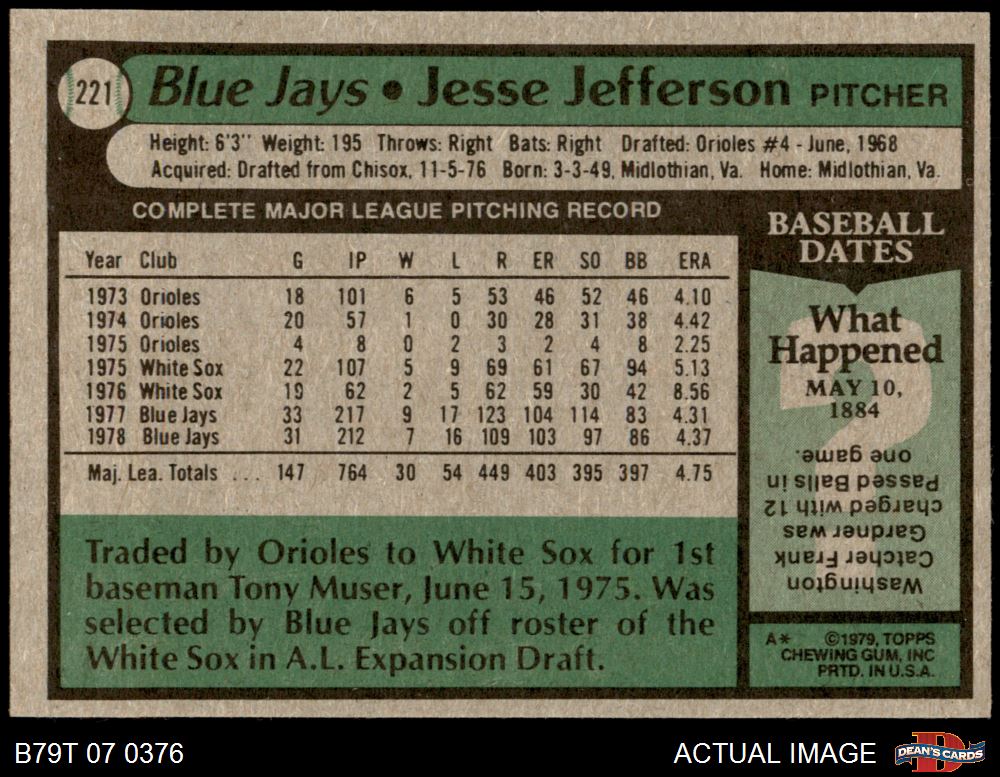 221
Blue Jays • Jesse Jefferson PITCHER
Height: 6'3" Weight: 195 Throws: Right Bats: Right Drafted: Orioles #4 - June, 1968
Acquired: Drafted from Chisox, 11-5-76 Born: 3-3-49, Midlothian, Va. Home: Midlothian, Va.
COMPLETE MAJOR LEAGUE PITCHING RECORD
Year Club G IP W L R ER SO BB ERA
1973 Orioles 18 101 6 5 53 46 52 46 4.10
1974 Orioles 20 57 1 0 30 28 31 38 4.42
1975 Orioles 4 8 0 2 3 2 4 8 2.25
1975 White Sox 22 107 5 9 69 61 67 94 5.13
1976 White Sox 19 62 2 5 62 59 30 42 8.56
1977 Blue Jays 33 217 9 17 123 104 114 83 4.31
1978 Blue Jays 31 212 7 16 109 103 97 86 4.37
Maj. Lea. Totals ... 147 764 30 54 449 403 395 397 4.75
Traded by Orioles to White Sox for 1st
baseman Tony Muser, June 15, 1975. Was
selected by Blue Jays off roster of the
White Sox in A.L. Expansion Draft.
BASEBALL
DATES
What
Happened
MAY 10,
1884
Washington
Catcher Frank
Gardner was
charged with 12
Passed Balls in
one game.
A* ©1979, TOPPS
CHEWING GUM, INC
PRTD. IN U.S.A.
B79T 07 0376
ACTUAL IMAGE
D
DEAN'S CARDS